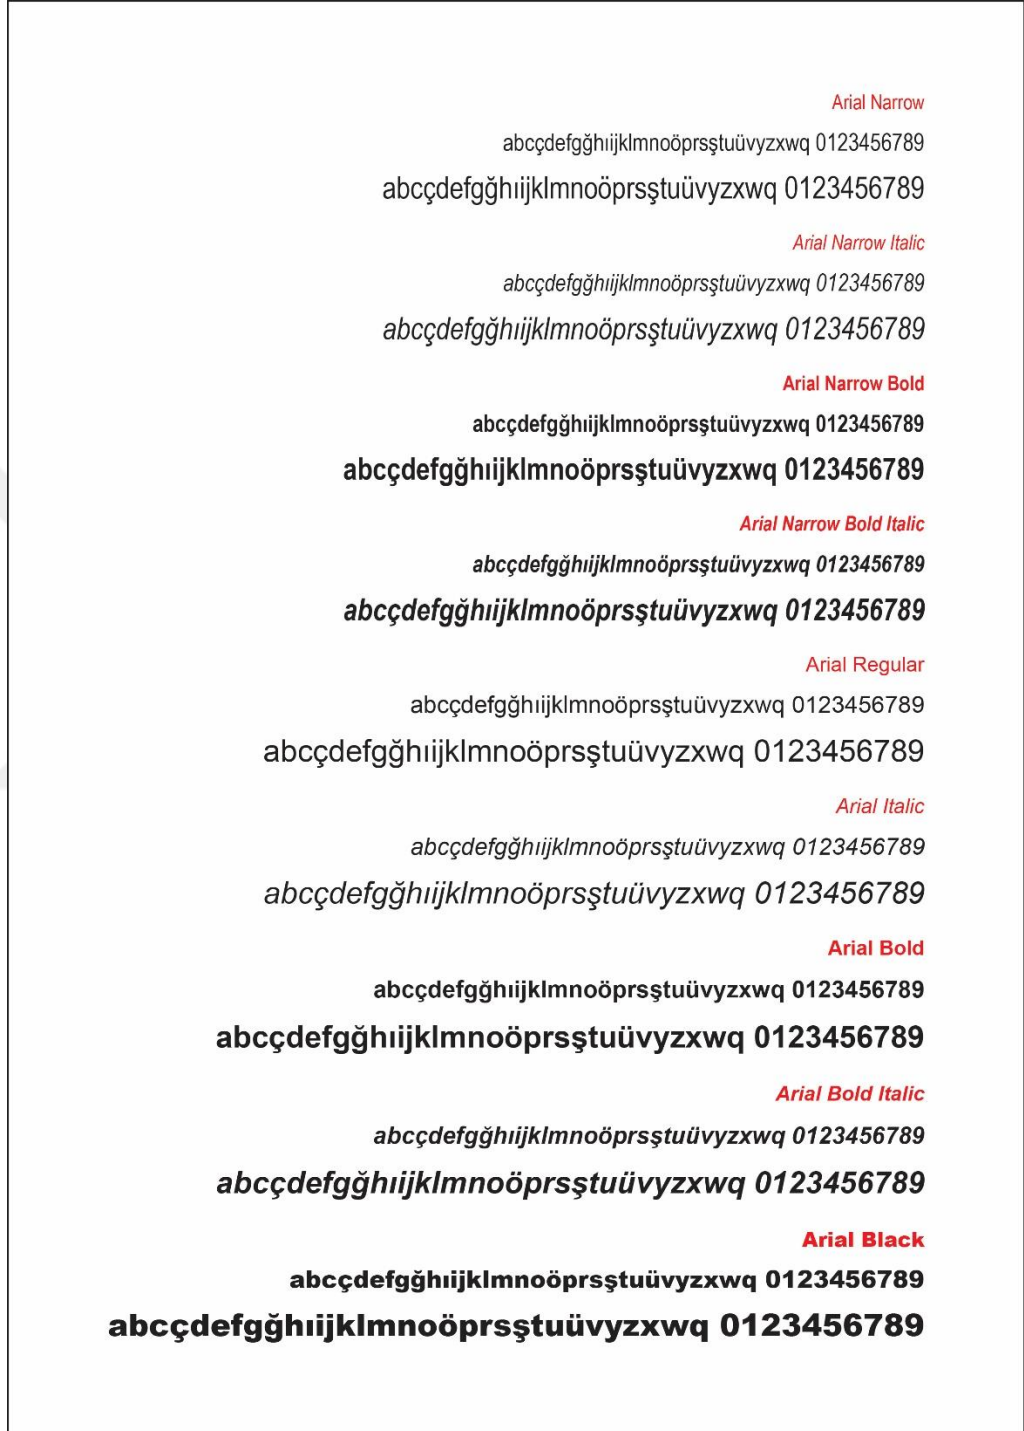 Arial Narrow
abcçdefgğhıijklmnoöprsştuüvyzxwq 0123456789
abcçdefgğhıijklmnoöprsştuüvyzxwq 0123456789
Arial Narrow Italic
abcçdefgğhıijklmnoöprsştuüvyzxwq 0123456789
abcçdefgğhıijklmnoöprsştuüvyzxwq 0123456789
Arial Narrow Bold
abcçdefgğhıijklmnoöprsştuüvyzxwq 0123456789
abcçdefgğhıijklmnoöprsştuüvyzxwq 0123456789
Arial Narrow Bold Italic
abcçdefgğhıijklmnoöprsştuüvyzxwq 0123456789
abcçdefgğhıijklmnoöprsştuüvyzxwq 0123456789
Arial Regular
abcçdefgğhıijklmnoöprsştuüvyzxwq 0123456789
abcçdefgğhıijklmnoöprsştuüvyzxwq 0123456789
Arial Italic
abcçdefgğhıijklmnoöprsştuüvyzxwq 0123456789
abcçdefgğhıijklmnoöprsştuüvyzxwq 0123456789
Arial Bold
abcçdefgğhıijklmnoöprsştuüvyzxwq 0123456789
abcçdefgğhıijklmnoöprsştuüvyzxwq 0123456789
Arial Bold Italic
abcçdefgğhıijklmnoöprsştuüvyzxwq 0123456789
abcçdefgğhıijklmnoöprsştuüvyzxwq 0123456789
Arial Black
abcçdefgğhıijklmnoöprsştuüvyzxwq 0123456789
abcçdefgğhıijklmnoöprsştuüvyzxwq 0123456789